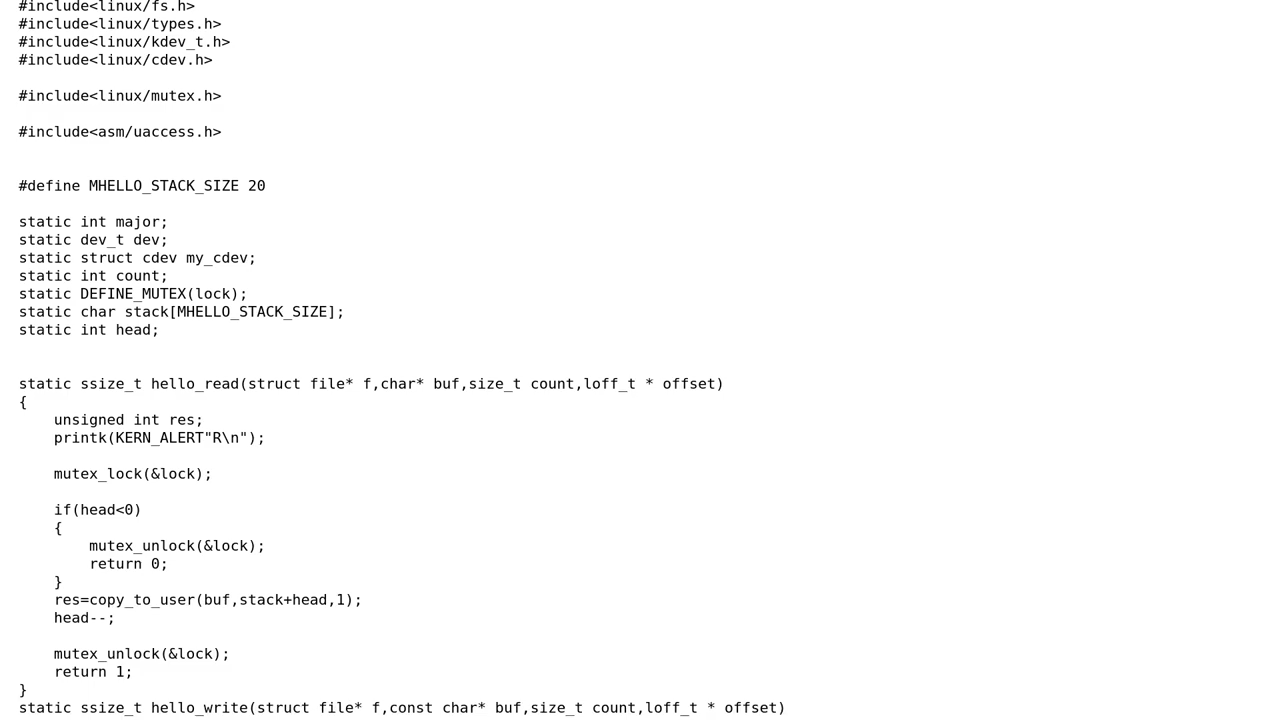 #include<linux/fs.h>
#include<linux/types.h>
#include<linux/kdev_t.h>
#include<linux/cdev.h>
#include<linux/mutex.h>
#include<asm/uaccess.h>
#define MHELLO_STACK_SIZE 20
static int major;
static dev_t dev;
static struct cdev my_cdev;
static int count;
static DEFINE_MUTEX(lock);
static char stack[MHELLO_STACK_SIZE];
static int head;
static ssize_t hello_read(struct file* f,char* buf,size_t count,loff_t * offset)
{
    unsigned int res;
    printk(KERN_ALERT"R\n");
    mutex_lock(&lock);
    if(head<0)
    {
        mutex_unlock(&lock);
        return 0;
    }
    res=copy_to_user(buf,stack+head,1);
    head--;
    mutex_unlock(&lock);
    return 1;
}
static ssize_t hello_write(struct file* f,const char* buf,size_t count,loff_t * offset)